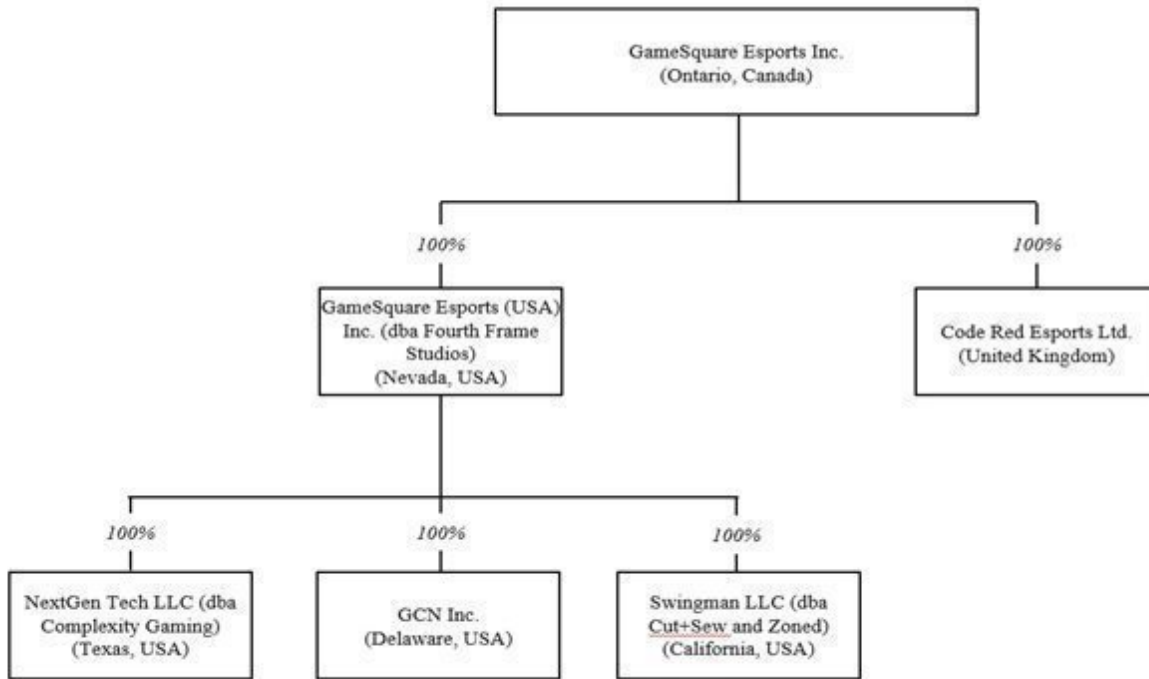 GameSquare Esports Inc.
(Ontario, Canada)
100%
100%
GameSquare Esports (USA)
Inc. (dba Fourth Frame
Studios)
(Nevada, USA)
Code Red Esports Ltd.
(United Kingdom)
100%
100%
100%
NextGen Tech LLC (dba
Complexity Gaming)
(Texas, USA)
GCN Inc.
(Delaware, USA)
Swingman LLC (dba
Cut+Sew and Zoned)
(California, USA)